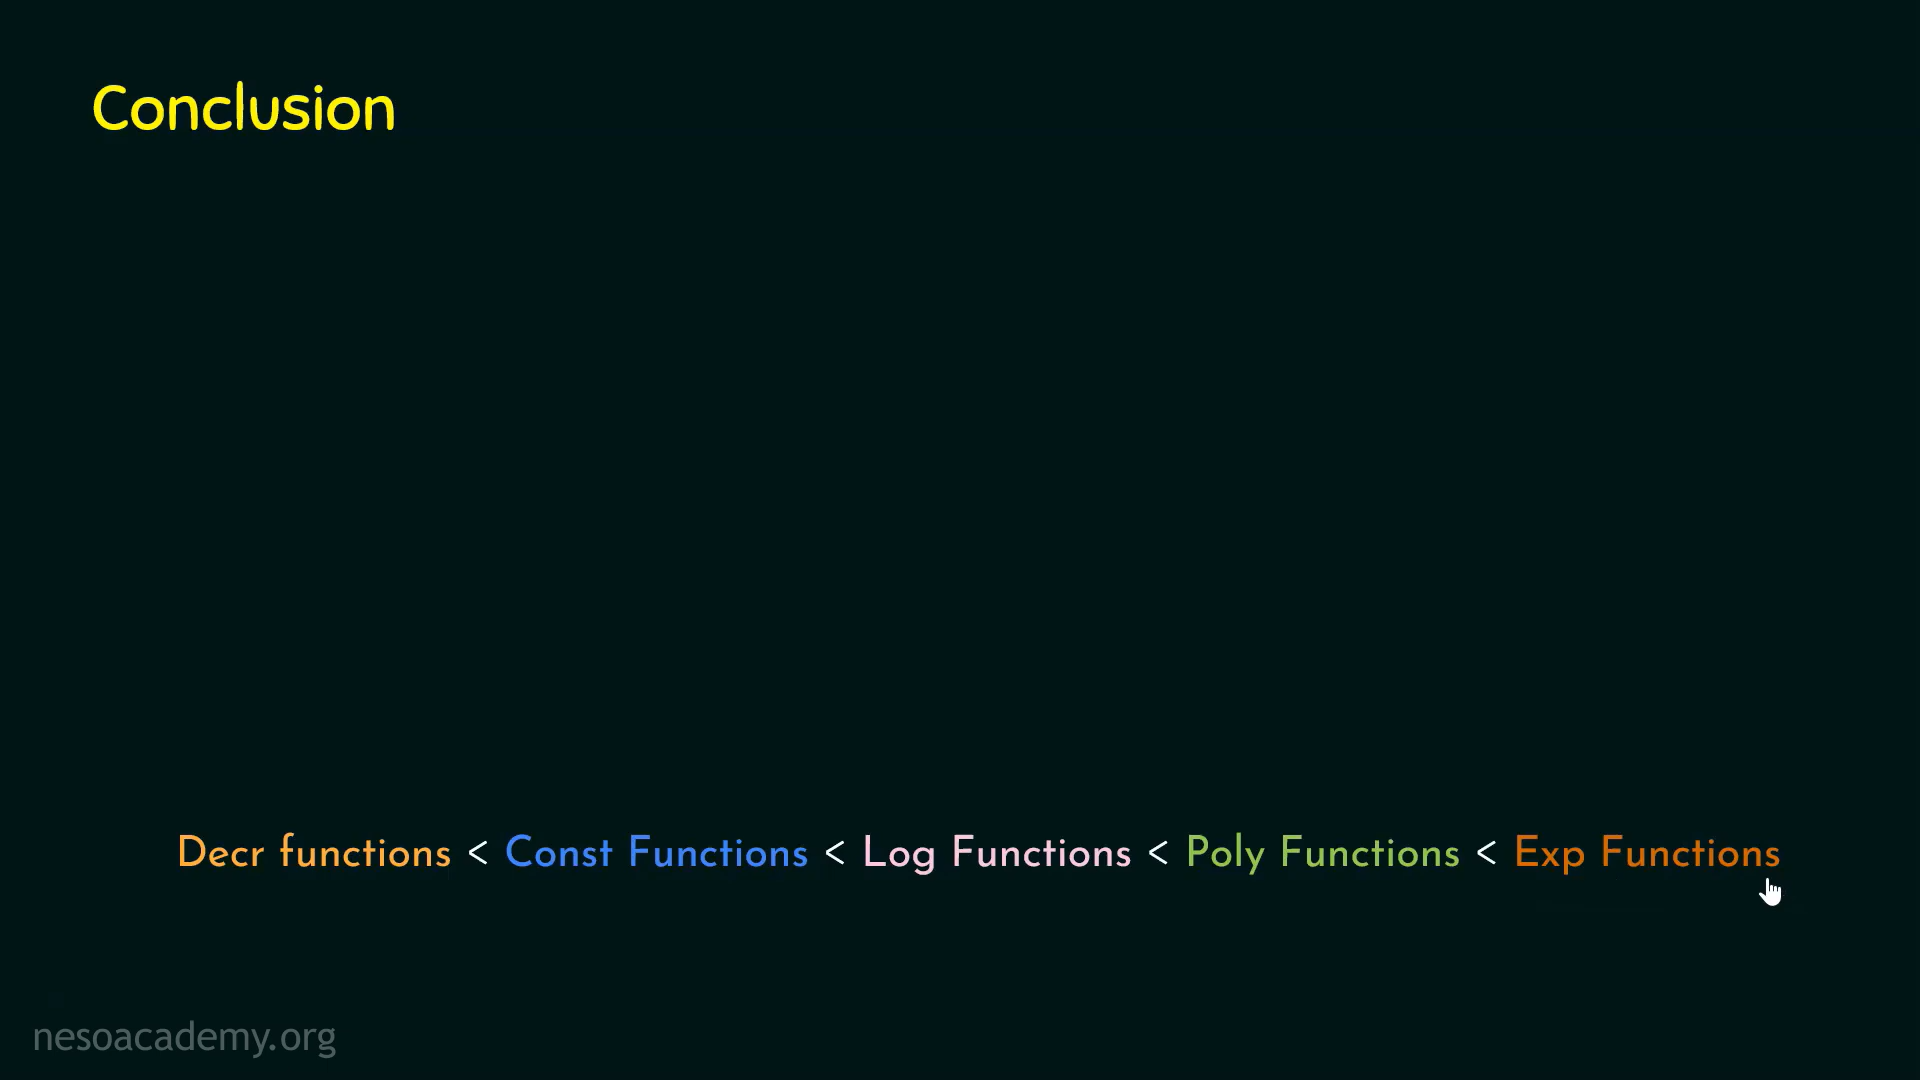 Conclusion
Decr functions < Const Functions < Log Functions < Poly Functions < Exp Functions
nesoacademy.org